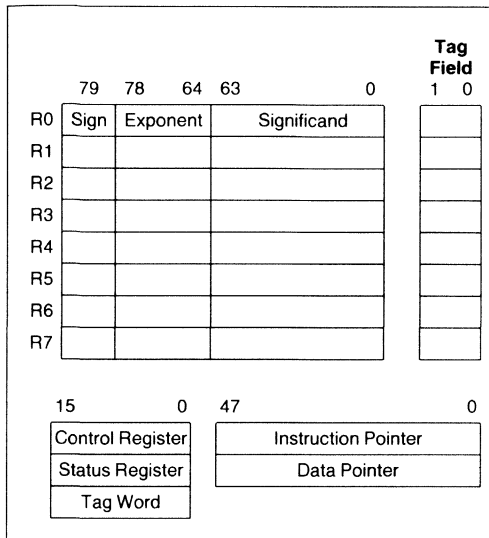 Tag
Field
79 78 64 63 0 1 0
R0 Sign Exponent Significand
R1
R2
R3
R4
R5
R6
R7
15 0 47 0
Control Register Instruction Pointer
Status Register Data Pointer
Tag Word